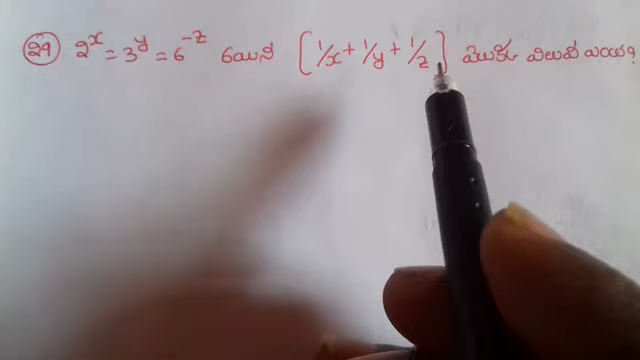 29 2^x = 3^y = 6^-z అయిన [1/x + 1/y + 1/z] యొక్క విలువ ఎంత?